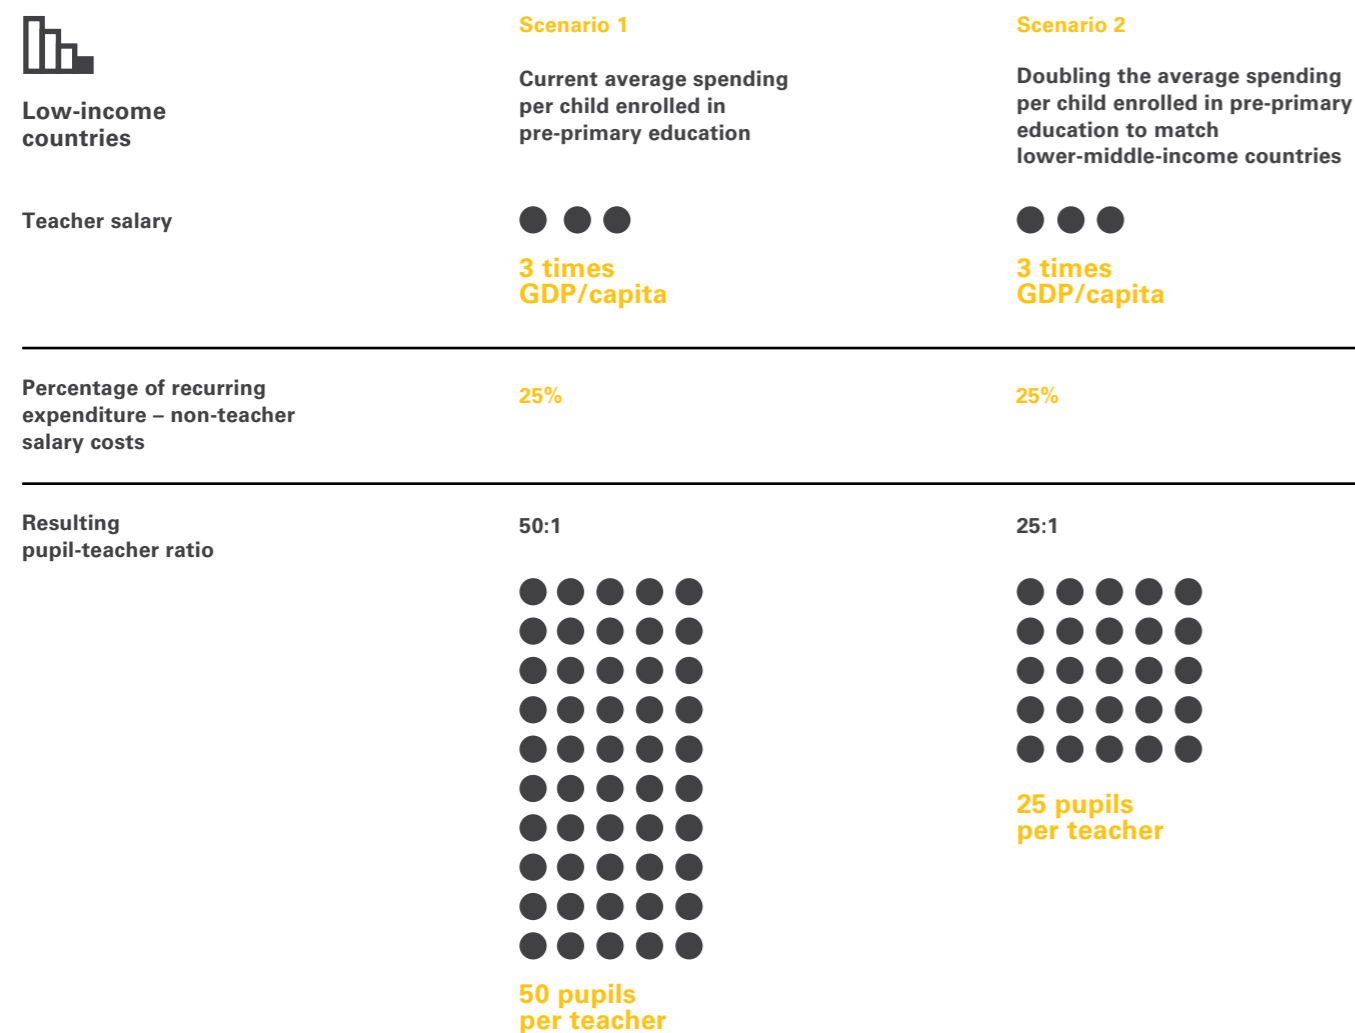 Low-income
countries
Scenario 1
Current average spending
per child enrolled in
pre-primary education
Scenario 2
Doubling the average spending
per child enrolled in pre-primary
education to match
lower-middle-income countries
Teacher salary
3 times
GDP/capita
3 times
GDP/capita
Percentage of recurring
expenditure – non-teacher
salary costs
25%
25%
Resulting
pupil-teacher ratio
50:1
25:1
50 pupils
per teacher
25 pupils
per teacher